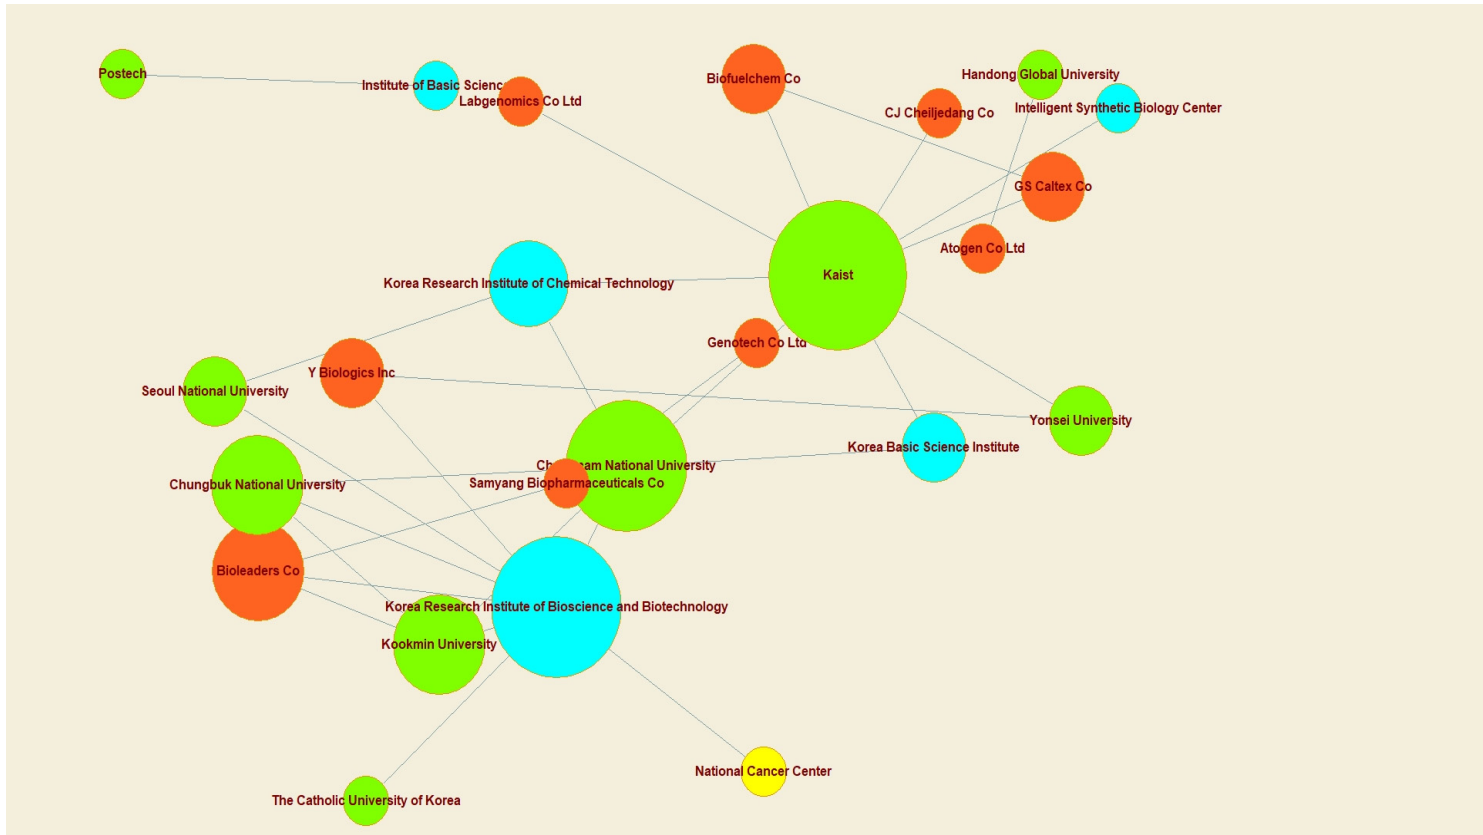 Postech
Institute of Basic Scienc
Labgenomics Co Ltd
Biofuelchem Co
Handong Global University
CJ Cheiljedang Co
Intelligent Synthetic Biology Center
GS Caltex Co
Atogen Co Ltd
Kaist
Korea Research Institute of Chemical Technology
Genotech Co Ltd
Y Biologics Inc
Seoul National University
Yonsei University
Korea Basic Science Institute
National University
Samyang Biopharmaceuticals Co
Chungbuk National University
Bioleaders Co
Korea Research Institute of Bioscience and Biotechnology
Kookmin University
National Cancer Center
The Catholic University of Korea